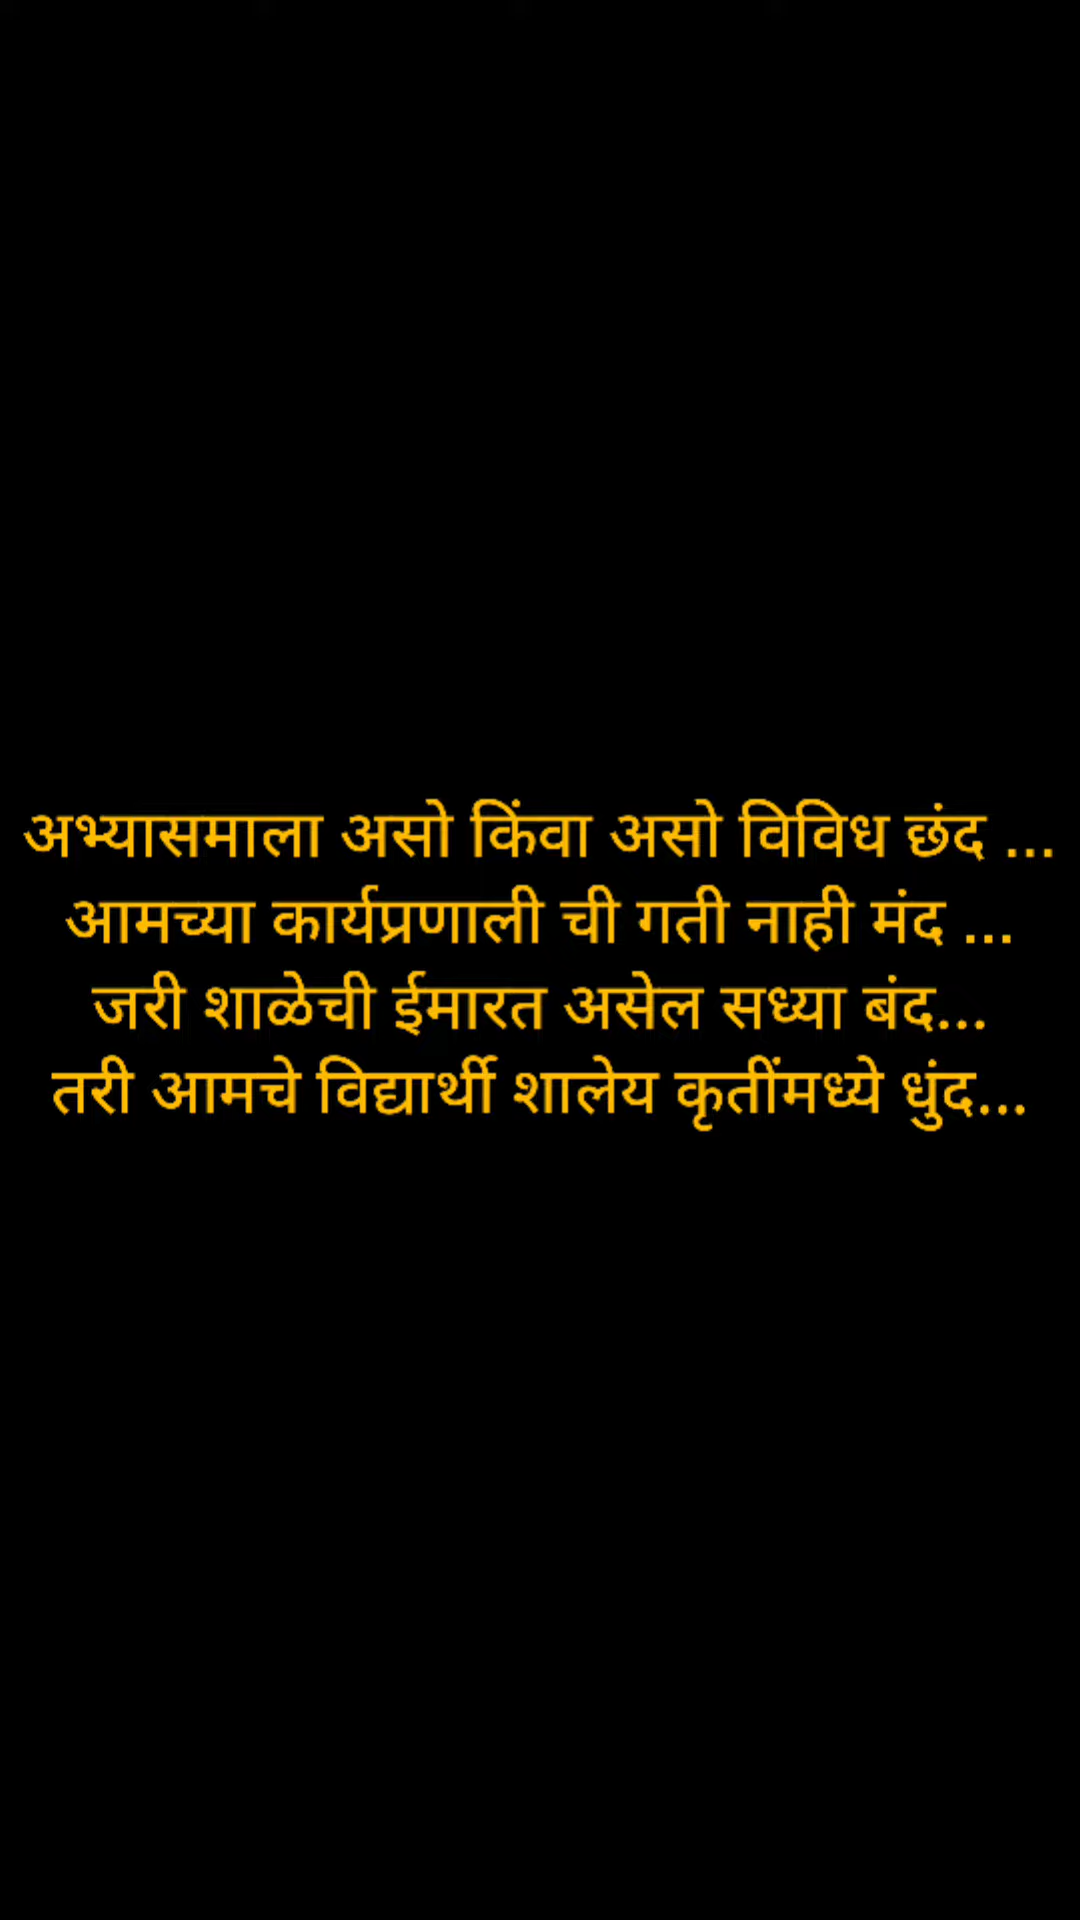 अभ्यासमाला असो किंवा असो विविध छंद ...
आमच्या कार्यप्रणाली ची गती नाही मंद ...
जरी शाळेची ईमारत असेल सध्या बंद...
तरी आमचे विद्यार्थी शालेय कृतींमध्ये धुंद...